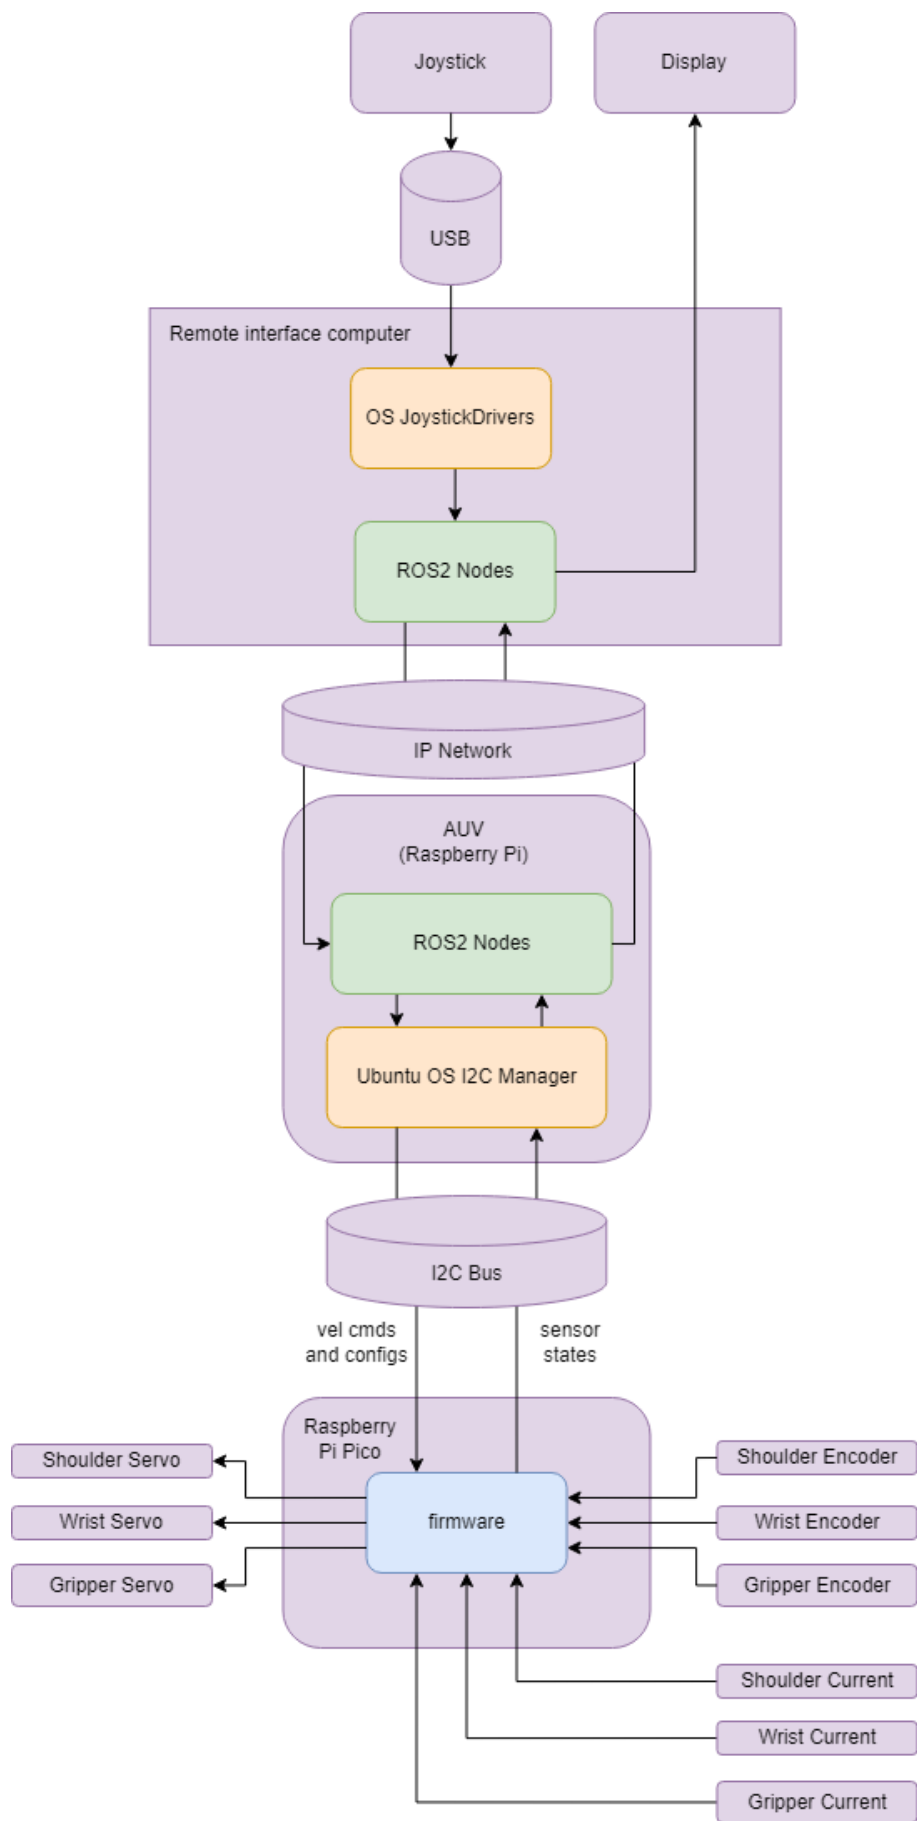 Joystick
Display
USB
Remote interface computer
OS JoystickDrivers
ROS2 Nodes
IP Network
AUV
(Raspberry Pi)
ROS2 Nodes
Ubuntu OS I2C Manager
I2C Bus
vel cmds
and configs
sensor
states
Raspberry
Pi Pico
Shoulder Servo
Wrist Servo
Gripper Servo
firmware
Shoulder Encoder
Wrist Encoder
Gripper Encoder
Shoulder Current
Wrist Current
Gripper Current